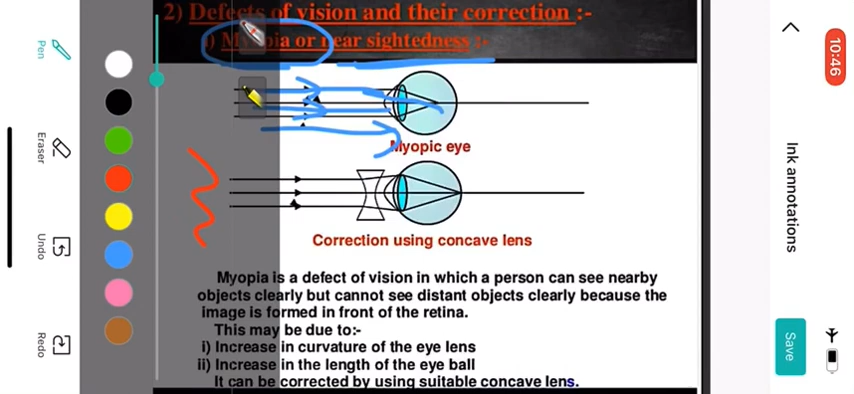 2) Defects of vision and their correction :-
i) Myopia or near sightedness :-
Myopic eye
Correction using concave lens
Myopia is a defect of vision in which a person can see nearby
objects clearly but cannot see distant objects clearly because the
image is formed in front of the retina.
This may be due to:-
i) Increase in curvature of the eye lens
ii) Increase in the length of the eye ball
It can be corrected by using suitable concave lens.
Pen
Eraser
Undo
Redo
10:46
Ink annotations
Save